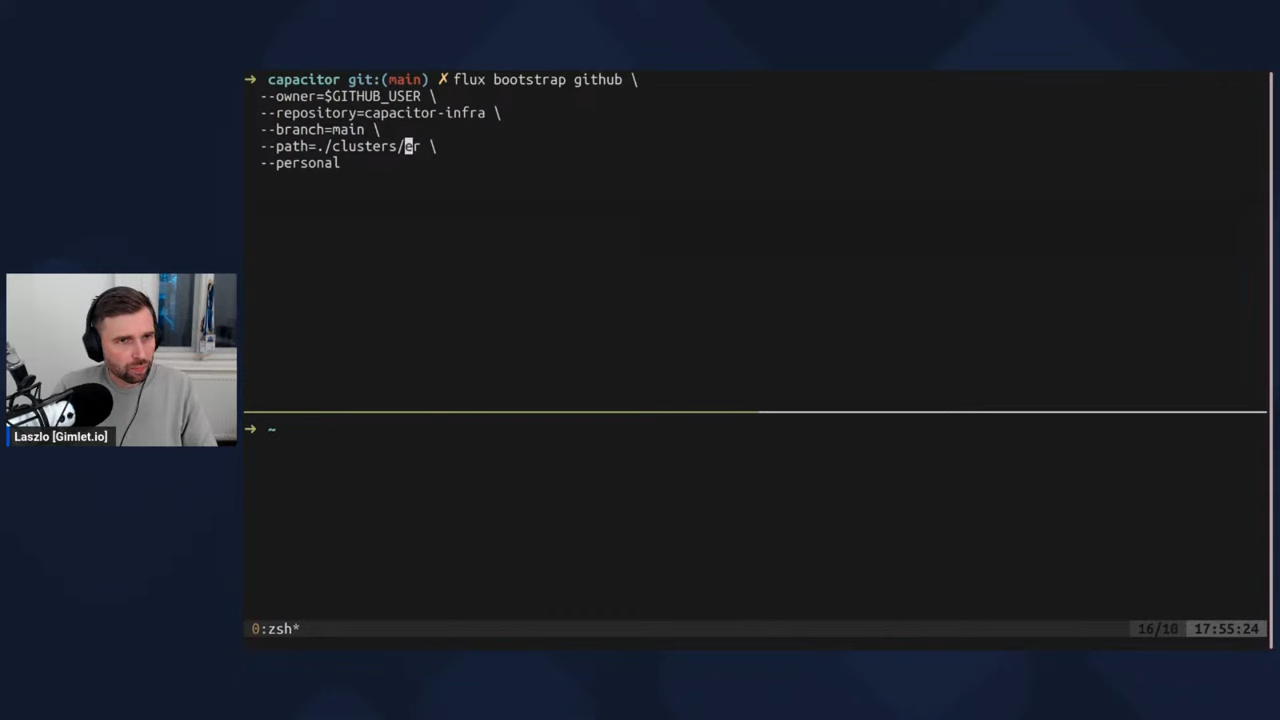 → capacitor git:(main) ✗ flux bootstrap github \
--owner=$GITHUB_USER \
--repository=capacitor-infra \
--branch=main \
--path=./clusters/er \
--personal
Laszlo [Gimlet.io]
→ ~
0:zsh*
16/10 17:55:24